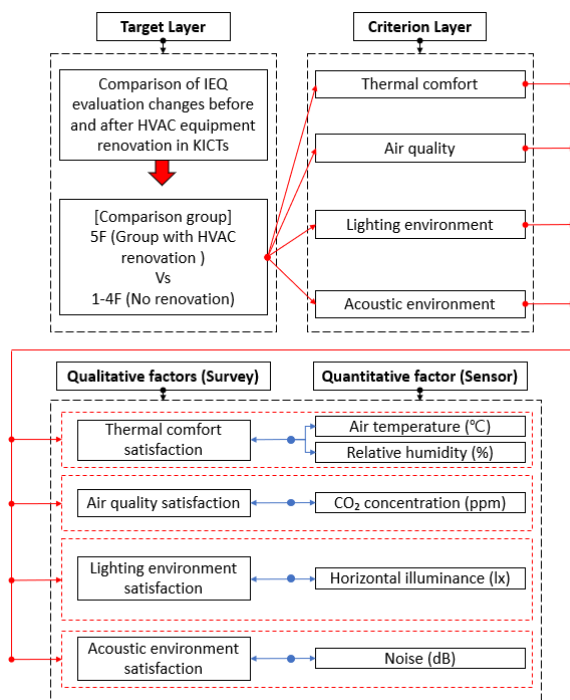 Target Layer
Criterion Layer
Comparison of IEQ
evaluation changes before
and after HVAC equipment
renovation in KICTs
[Comparison group]
5F (Group with HVAC
renovation )
Vs
1-4F (No renovation)
Thermal comfort
Air quality
Lighting environment
Acoustic environment
Qualitative factors (Survey)
Quantitative factor (Sensor)
Thermal comfort
satisfaction
Air temperature (℃)
Relative humidity (%)
Air quality satisfaction
CO₂ concentration (ppm)
Lighting environment
satisfaction
Horizontal illuminance (lx)
Acoustic environment
satisfaction
Noise (dB)